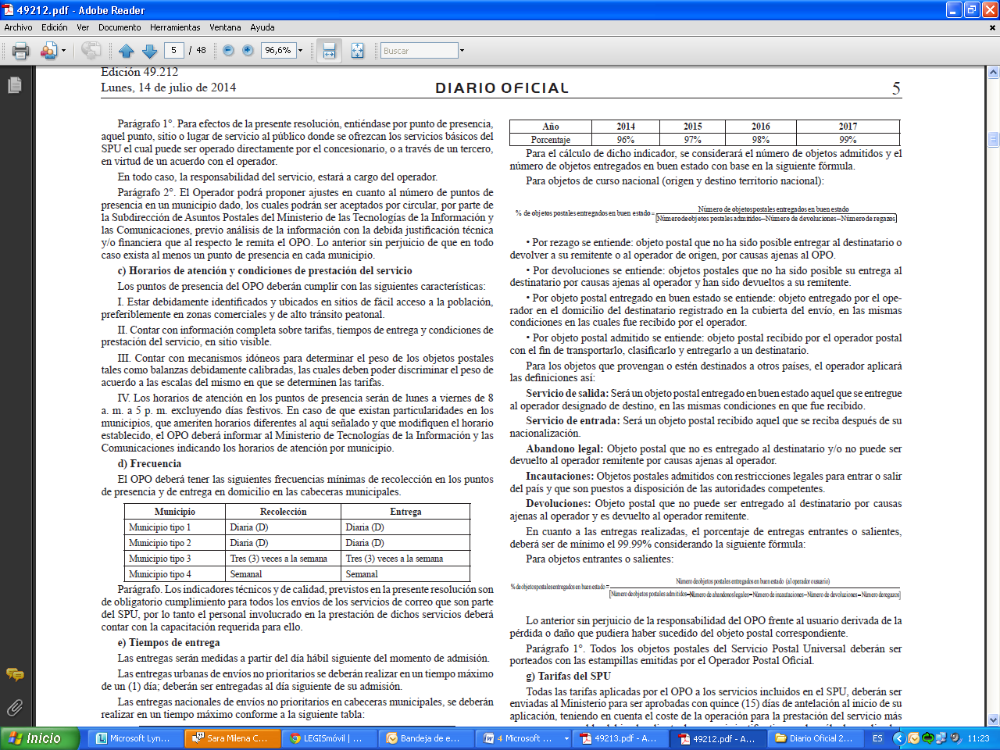 49212.pdf - Adobe Reader
Archivo Edición Ver Documento Herramientas Ventana Ayuda
5 / 48 96,6% Buscar
Edición 49.212
Lunes, 14 de julio de 2014 DIARIO OFICIAL 5
Parágrafo 1°. Para efectos de la presente resolución, entiéndase por punto de presencia,
aquel punto, sitio o lugar de servicio al público donde se ofrezcan los servicios básicos del
SPU el cual puede ser operado directamente por el concesionario, o a través de un tercero,
en virtud de un acuerdo con el operador.
En todo caso, la responsabilidad del servicio, estará a cargo del operador.
Parágrafo 2°. El Operador podrá proponer ajustes en cuanto al número de puntos de
presencia en un municipio dado, los cuales podrán ser aceptados por circular, por parte de
la Subdirección de Asuntos Postales del Ministerio de las Tecnologías de la Información y
las Comunicaciones, previo análisis de la información con la debida justificación técnica
y/o financiera que al respecto le remita el OPO. Lo anterior sin perjuicio de que en todo
caso exista al menos un punto de presencia en cada municipio.
c) Horarios de atención y condiciones de prestación del servicio
Los puntos de presencia del OPO deberán cumplir con las siguientes características:
I. Estar debidamente identificados y ubicados en sitios de fácil acceso a la población,
preferiblemente en zonas comerciales y de alto tránsito peatonal.
II. Contar con información completa sobre tarifas, tiempos de entrega y condiciones de
prestación del servicio, en sitio visible.
III. Contar con mecanismos idóneos para determinar el peso de los objetos postales
tales como balanzas debidamente calibradas, las cuales deben poder discriminar el peso de
acuerdo a las escalas del mismo en que se determinen las tarifas.
IV. Los horarios de atención en los puntos de presencia serán de lunes a viernes de 8
a. m. a 5 p. m. excluyendo días festivos. En caso de que existan particularidades en los
municipios, que ameriten horarios diferentes al aquí señalado y que modifiquen el horario
establecido, el OPO deberá informar al Ministerio de Tecnologías de la Información y las
Comunicaciones indicando los horarios de atención por municipio.
d) Frecuencia
El OPO deberá tener las siguientes frecuencias mínimas de recolección en los puntos
de presencia y de entrega en domicilio en las cabeceras municipales.
Municipio Recolección Entrega
Municipio tipo 1 Diaria (D) Diaria (D)
Municipio tipo 2 Diaria (D) Diaria (D)
Municipio tipo 3 Tres (3) veces a la semana Tres (3) veces a la semana
Municipio tipo 4 Semanal Semanal
Parágrafo. Los indicadores técnicos y de calidad, previstos en la presente resolución son
de obligatorio cumplimiento para todos los envíos de los servicios de correo que son parte
del SPU, por lo tanto el personal involucrado en la prestación de dichos servicios deberá
contar con la capacitación requerida para ello.
e) Tiempos de entrega
Las entregas serán medidas a partir del día hábil siguiente del momento de admisión.
Las entregas urbanas de envíos no prioritarios se deberán realizar en un tiempo máximo
de un (1) día; deberán ser entregadas al día siguiente de su admisión.
Las entregas nacionales de envíos no prioritarios en cabeceras municipales, se deberán
realizar en un tiempo máximo conforme a la siguiente tabla:
Año 2014 2015 2016 2017
Porcentaje 96% 97% 98% 99%
Para el cálculo de dicho indicador, se considerará el número de objetos admitidos y el
número de objetos entregados en buen estado con base en la siguiente fórmula.
Para objetos de curso nacional (origen y destino territorio nacional):
Número de objetospostales entregados en buen estado
% de objetos postales entregados en buen estado =
[Número de objetos postales admitidos−Número de devoluciones−Número de regazos]
• Por rezago se entiende: objeto postal que no ha sido posible entregar al destinatario o
devolver a su remitente o al operador de origen, por causas ajenas al OPO.
• Por devoluciones se entiende: objetos postales que no ha sido posible su entrega al
destinatario por causas ajenas al operador y han sido devueltos a su remitente.
• Por objeto postal entregado en buen estado se entiende: objeto entregado por el ope-
rador en el domicilio del destinatario registrado en la cubierta del envío, en las mismas
condiciones en las cuales fue recibido por el operador.
• Por objeto postal admitido se entiende: objeto postal recibido por el operador postal
con el fin de transportarlo, clasificarlo y entregarlo a un destinatario.
Para los objetos que provengan o estén destinados a otros países, el operador aplicará
las definiciones así:
Servicio de salida: Será un objeto postal entregado en buen estado aquel que se entregue
al operador designado de destino, en las mismas condiciones en que fue recibido.
Servicio de entrada: Será un objeto postal recibido aquel que se reciba después de su
nacionalización.
Abandono legal: Objeto postal que no es entregado al destinatario y/o no puede ser
devuelto al operador remitente por causas ajenas al operador.
Incautaciones: Objetos postales admitidos con restricciones legales para entrar o salir
del país y que son puestos a disposición de las autoridades competentes.
Devoluciones: Objeto postal que no puede ser entregado al destinatario por causas
ajenas al operador y es devuelto al operador remitente.
En cuanto a las entregas realizadas, el porcentaje de entregas entrantes o salientes,
deberá ser de mínimo el 99.99% considerando la siguiente fórmula:
Para objetos entrantes o salientes:
Número de objetos postales entregados en buen estado (al operador o usuario)
% de objetos postales entregados en buen estado =
[Número de objetos postales admitidos−Número de abandonos legales−Número de incautaciones−Número de devoluciones−Número de regazos]
Lo anterior sin perjuicio de la responsabilidad del OPO frente al usuario derivada de la
pérdida o daño que pudiera haber sucedido del objeto postal correspondiente.
Parágrafo 1°. Todos los objetos postales del Servicio Postal Universal deberán ser
porteados con las estampillas emitidas por el Operador Postal Oficial.
g) Tarifas del SPU
Todas las tarifas aplicadas por el OPO a los servicios incluidos en el SPU, deberán ser
enviadas al Ministerio para ser aprobadas con quince (15) días de antelación al inicio de su
aplicación, teniendo en cuenta el coste de la operación para la prestación del servicio más
Inicio Microsoft Lyn... Sara Milena C... LEGISmóvil | ... Bandeja de e... 4 Microsoft ... 49213.pdf - A... 49212.pdf - A... Diario Oficial 2... ES 11:23